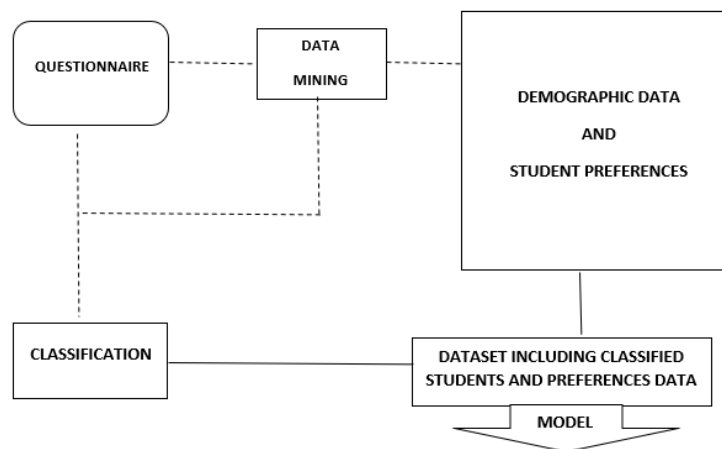 QUESTIONNAIRE
DATA
MINING
DEMOGRAPHIC DATA
AND
STUDENT PREFERENCES
CLASSIFICATION
DATASET INCLUDING CLASSIFIED
STUDENTS AND PREFERENCES DATA
MODEL